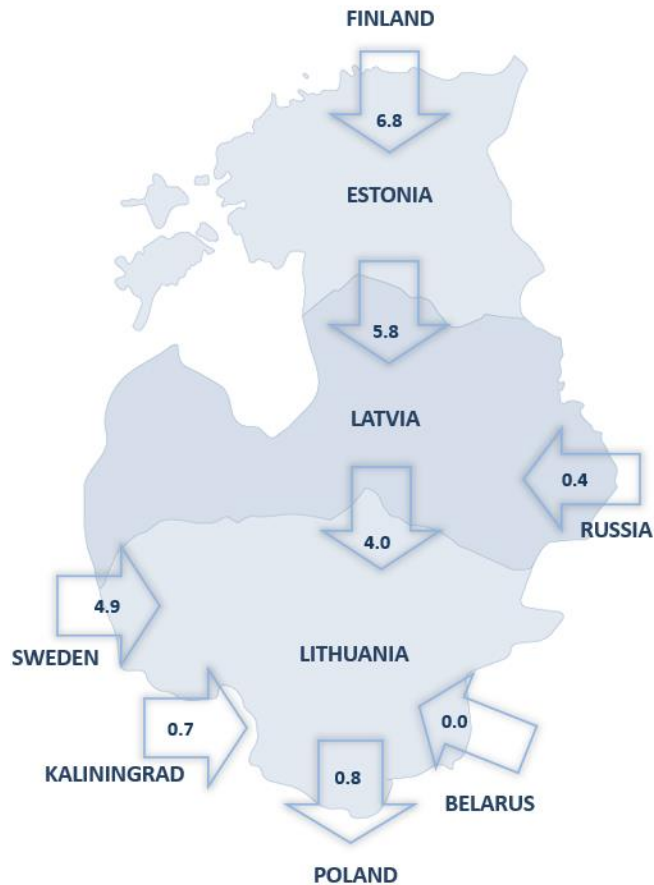 FINLAND
6.8
ESTONIA
5.8
LATVIA
0.4
RUSSIA
4.0
4.9
SWEDEN
LITHUANIA
0.7
KALININGRAD
0.0
BELARUS
0.8
POLAND